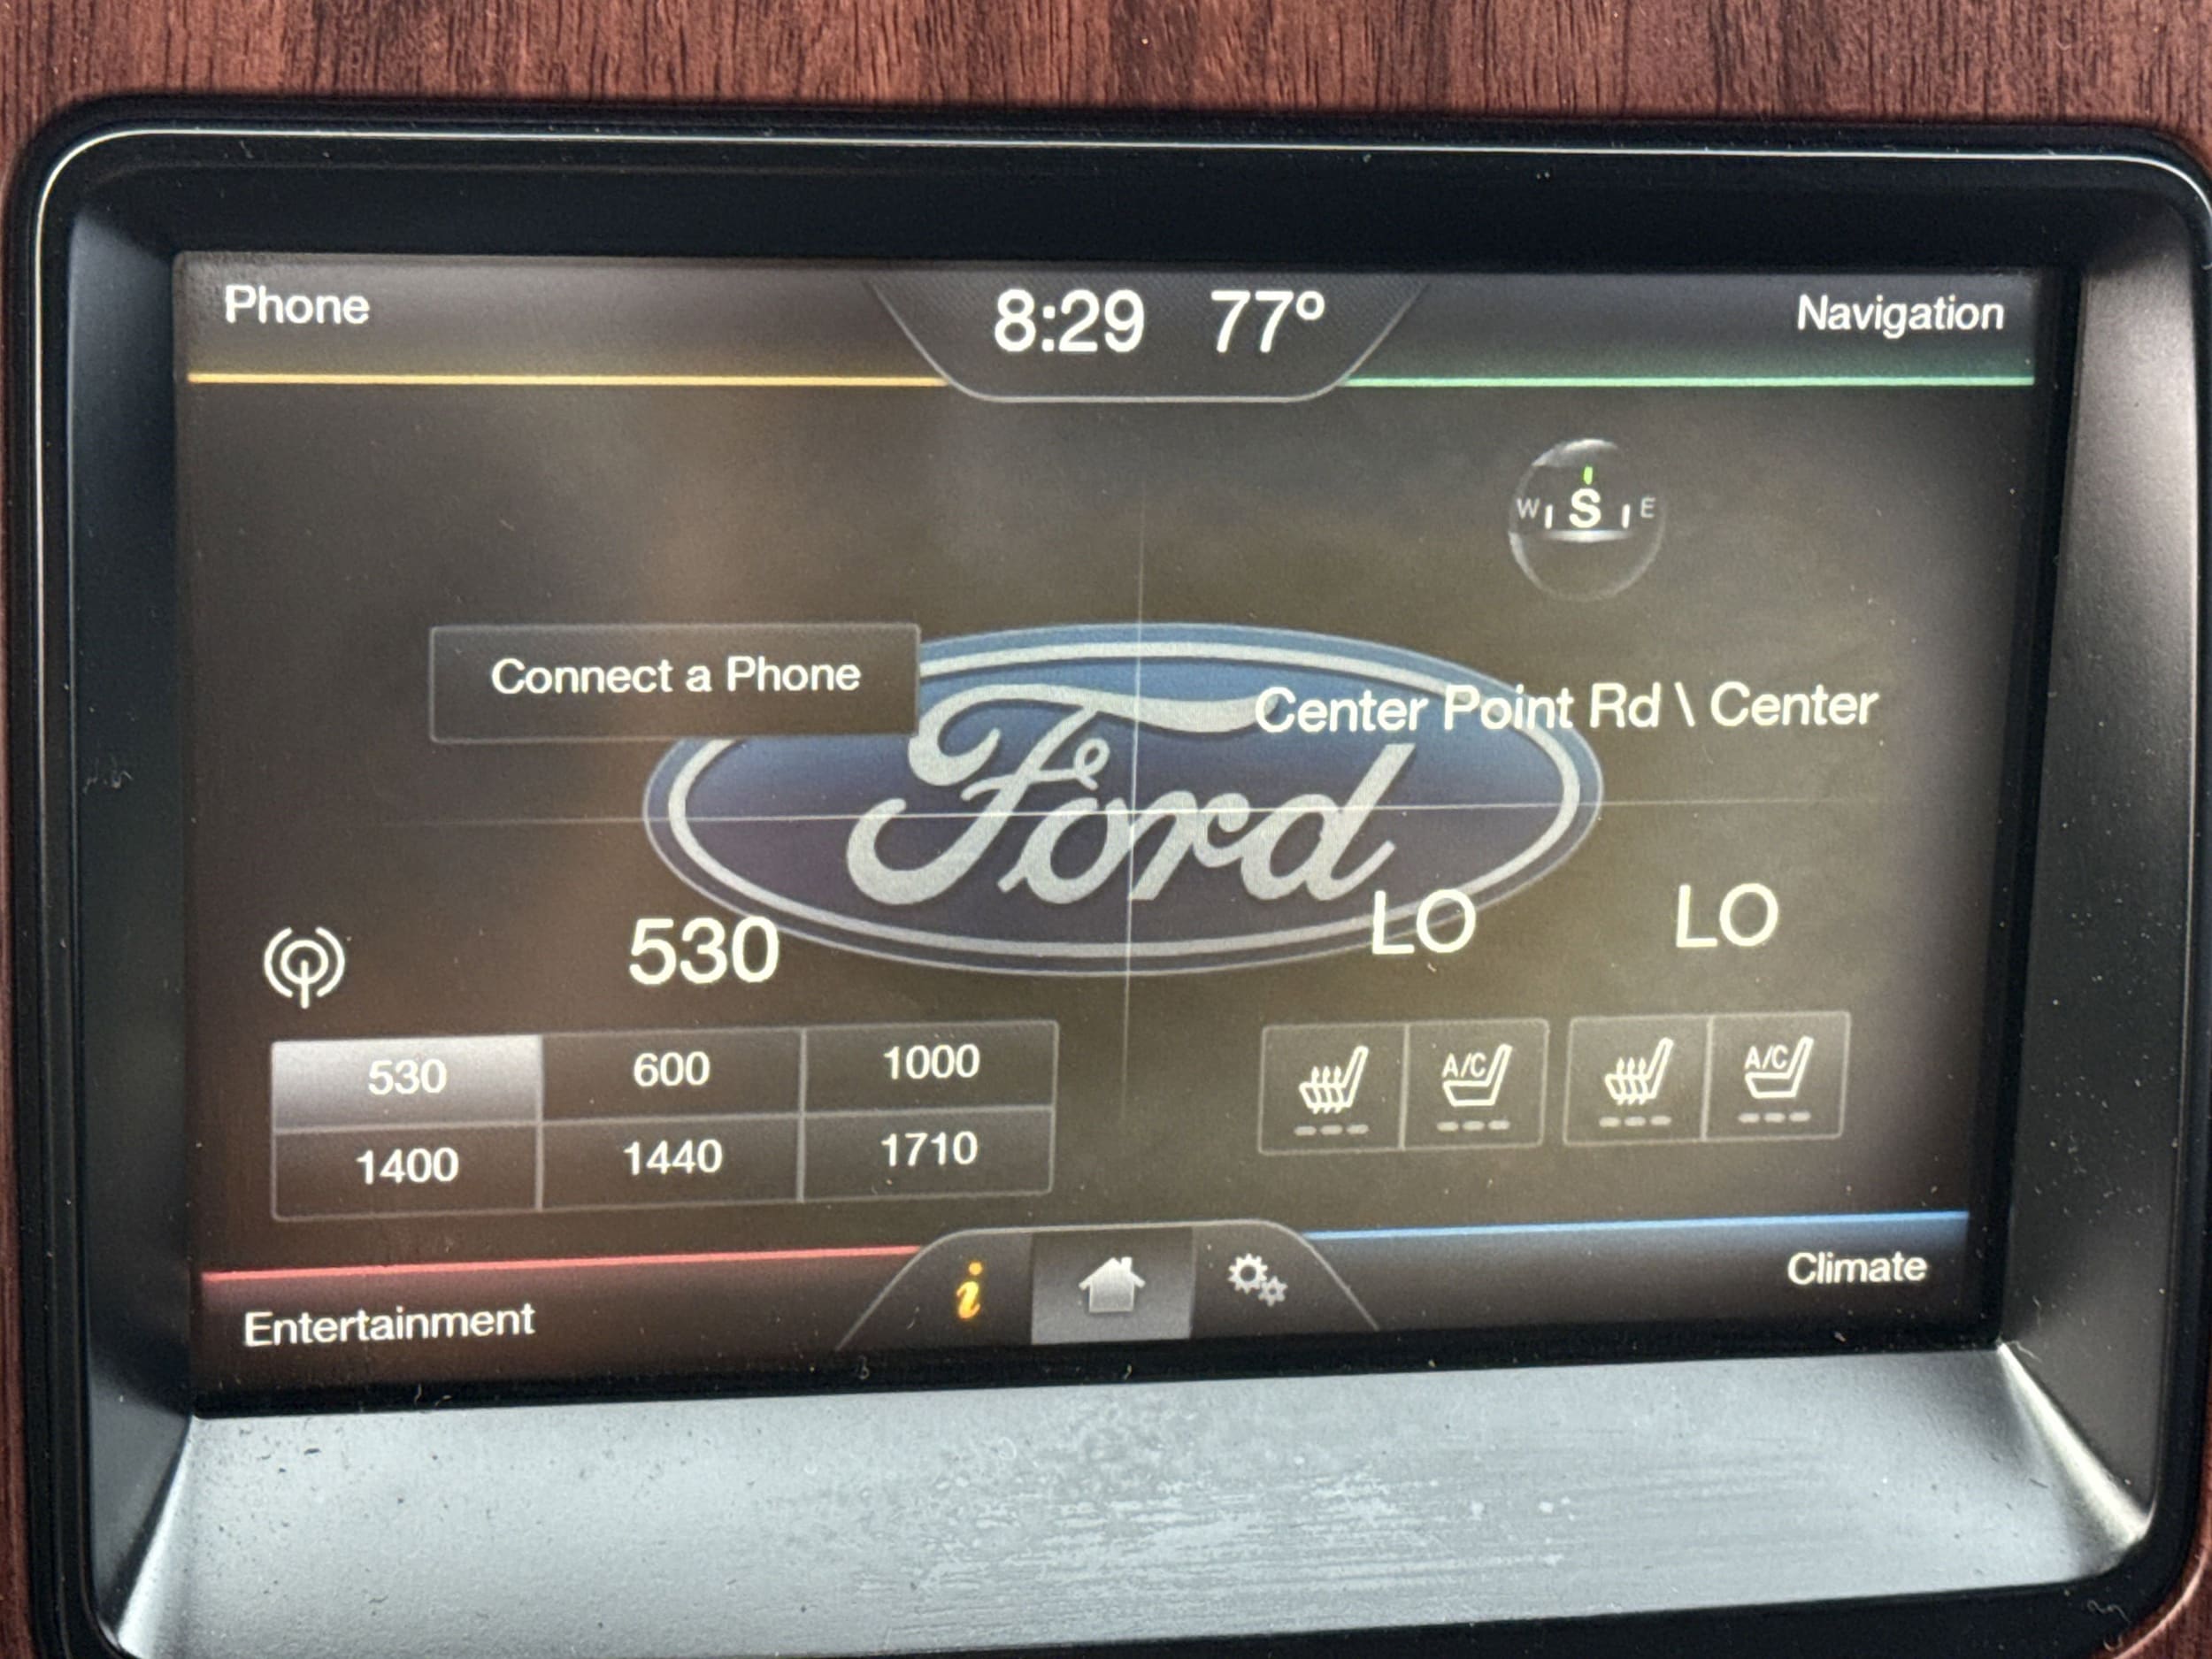 Phone
8:29 77°
Navigation
W S E
Connect a Phone
Center Point Rd \ Center
Ford
530
LO LO
530 600 1000
1400 1440 1710
A/C A/C
Entertainment
i
Climate